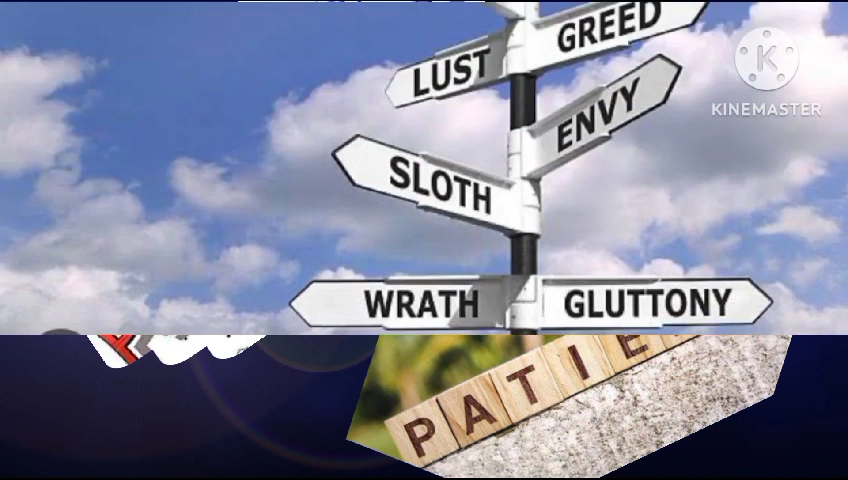 GREED
LUST
KINEMASTER
ENVY
SLOTH
WRATH GLUTTONY
PATIE